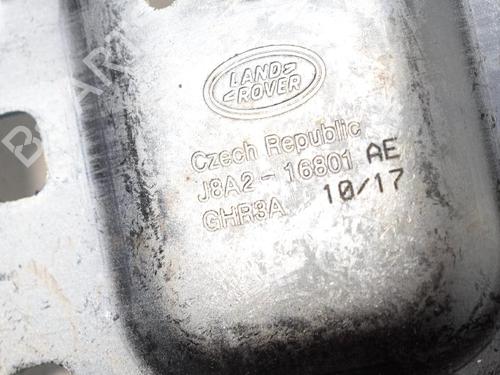 LAND
ROVER
Czech Republic
J8A2-16801 AE
GHR3A 10/17